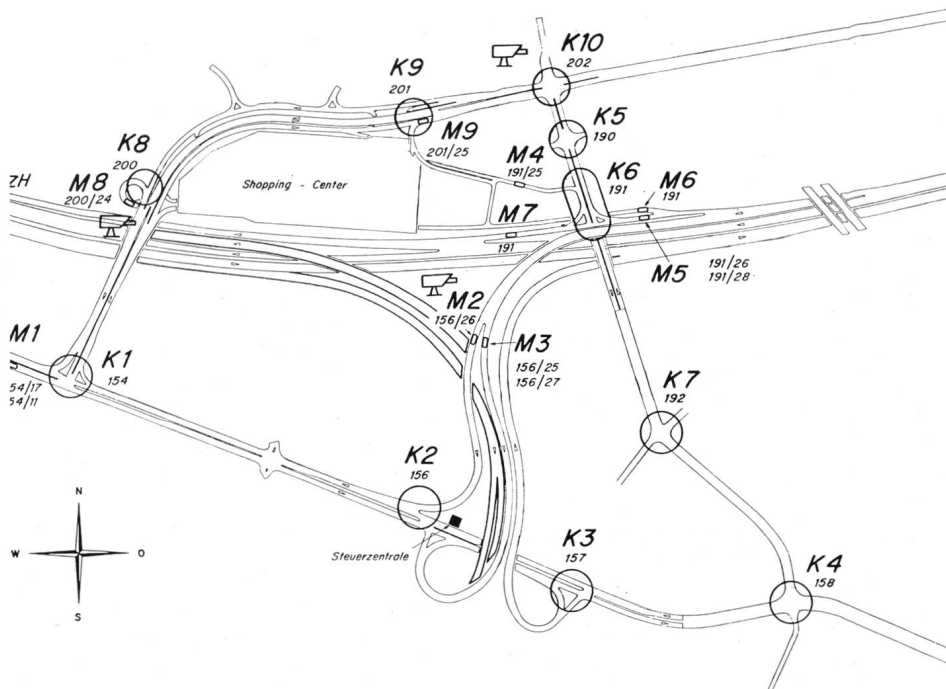 K10
202
K9
201
K5
190
M9
201/25
K8
200
M4
191/25
K6
191
ZH
M8
200/24
Shopping - Center
M6
191
M7
191
M5
191/26
191/28
M2
156/26
M1
M3
156/25
156/27
K1
154
54/17
54/11
K7
192
K2
156
N
W
O
S
Steuerzentrale
K3
157
K4
158